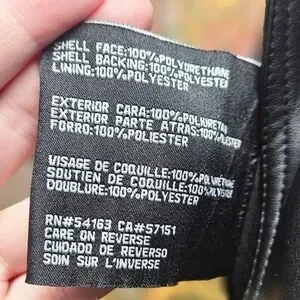 SHELL FACE:100%POLYURETHANE
SHELL BACKING:100%POLYESTER
LINING:100%POLYESTER
EXTERIOR CARA:100%POLIURETANO
EXTERIOR PARTE ATRAS:100%POLIESTER
FORRO:100%POLIESTER
VISAGE DE COQUILLE:100%POLYURÉTHANE
SOUTIEN DE COQUILLE:100%POLYESTER
DOUBLURE:100%POLYESTER
RN#54163 CA#57151
CARE ON REVERSE
CUIDADO DE REVERSO
SOIN SUR L'INVERSE